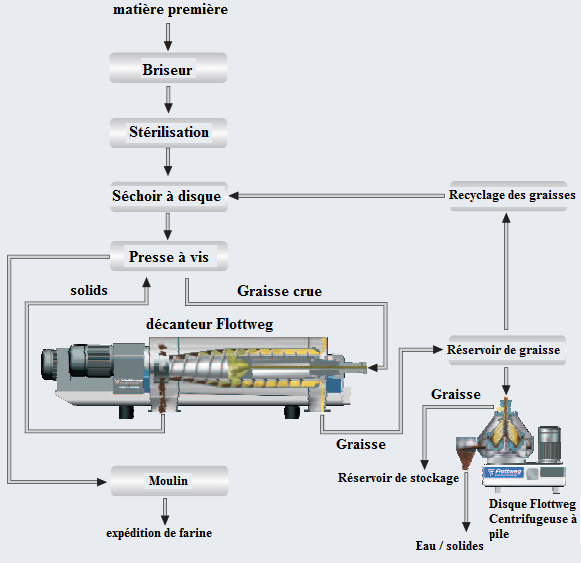 matière première
Briseur
Stérilisation
Séchoir à disque
Recyclage des graisses
Presse à vis
solids
Graisse crue
décanteur Flottweg
Réservoir de graisse
Graisse
Graisse
Réservoir de stockage
Moulin
Flottweg
Disque Flottweg
Centrifugeuse à
pile
expédition de farine
Eau / solides